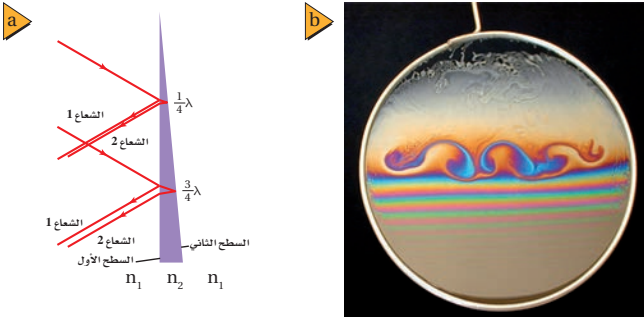 a
b
¼λ
الشعاع 1
الشعاع 2
¾λ
الشعاع 1
الشعاع 2
السطح الثاني
السطح الأول
n₁ n₂ n₁